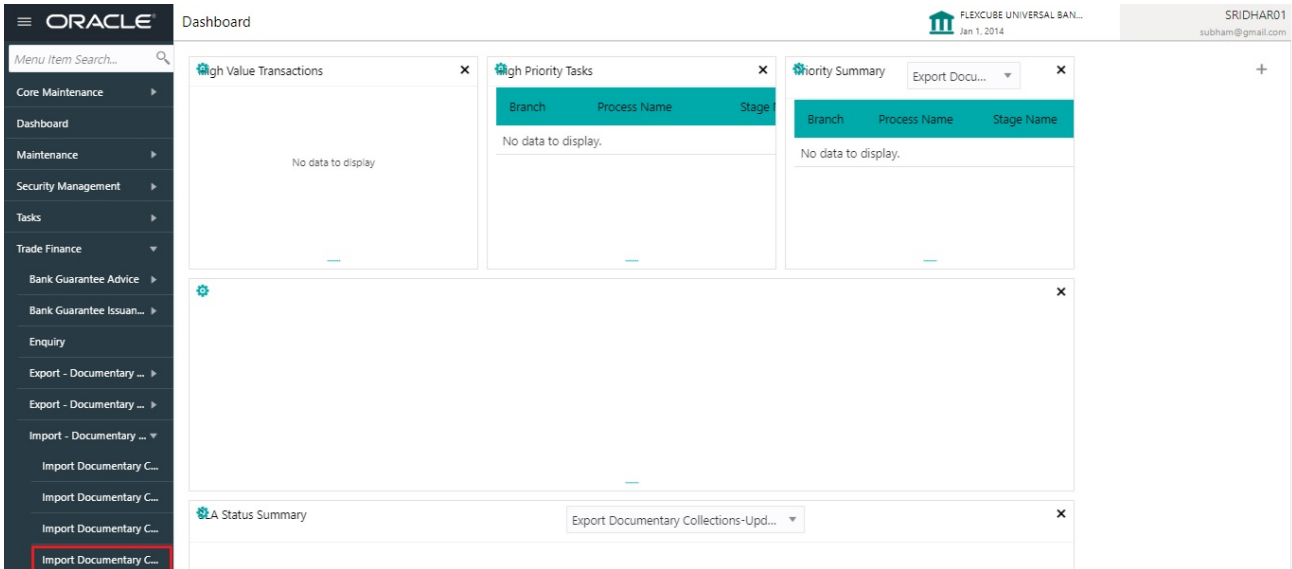 ORACLE
Dashboard
FLEXCUBE UNIVERSAL BAN...
Jan 1, 2014
SRIDHAR01
subham@gmail.com
Menu Item Search...
Core Maintenance
Dashboard
Maintenance
Security Management
Tasks
Trade Finance
Bank Guarantee Advice
Bank Guarantee Issuan...
Enquiry
Export - Documentary ...
Export - Documentary ...
Import - Documentary ...
Import Documentary C...
Import Documentary C...
Import Documentary C...
Import Documentary C...
High Value Transactions
No data to display
High Priority Tasks
Branch Process Name Stage
No data to display.
Priority Summary Export Docu...
Branch Process Name Stage Name
No data to display.
SLA Status Summary Export Documentary Collections-Upd...